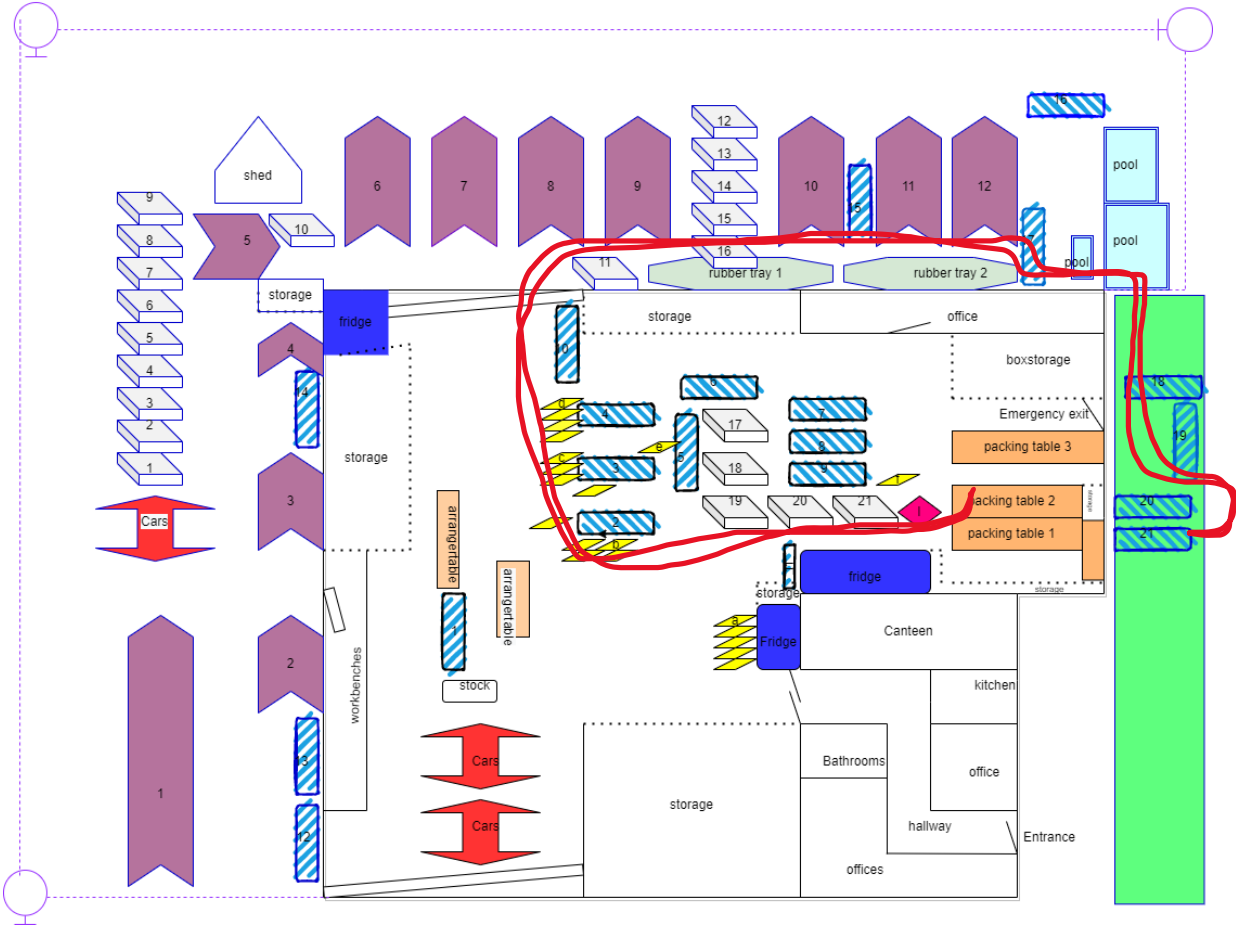 16
12
13
14
15
16
pool
pool
pool
shed
6
7
8
9
10
15
11
12
9
8
7
6
5
4
3
2
1
5
10
11
rubber tray 1
rubber tray 2
storage
fridge
storage
office
boxstorage
4
14
10
6
d
4
7
17
5
e
8
c
3
18
9
Emergency exit
packing table 3
18
19
storage
3
Cars
arrangertable
arrangertable
2
b
19
20
21
packing table 2
packing table 1
storage
20
21
fridge
storage
storage
a
Fridge
Canteen
1
stock
workbenches
2
kitchen
13
12
1
Cars
Cars
storage
Bathrooms
office
hallway
offices
Entrance